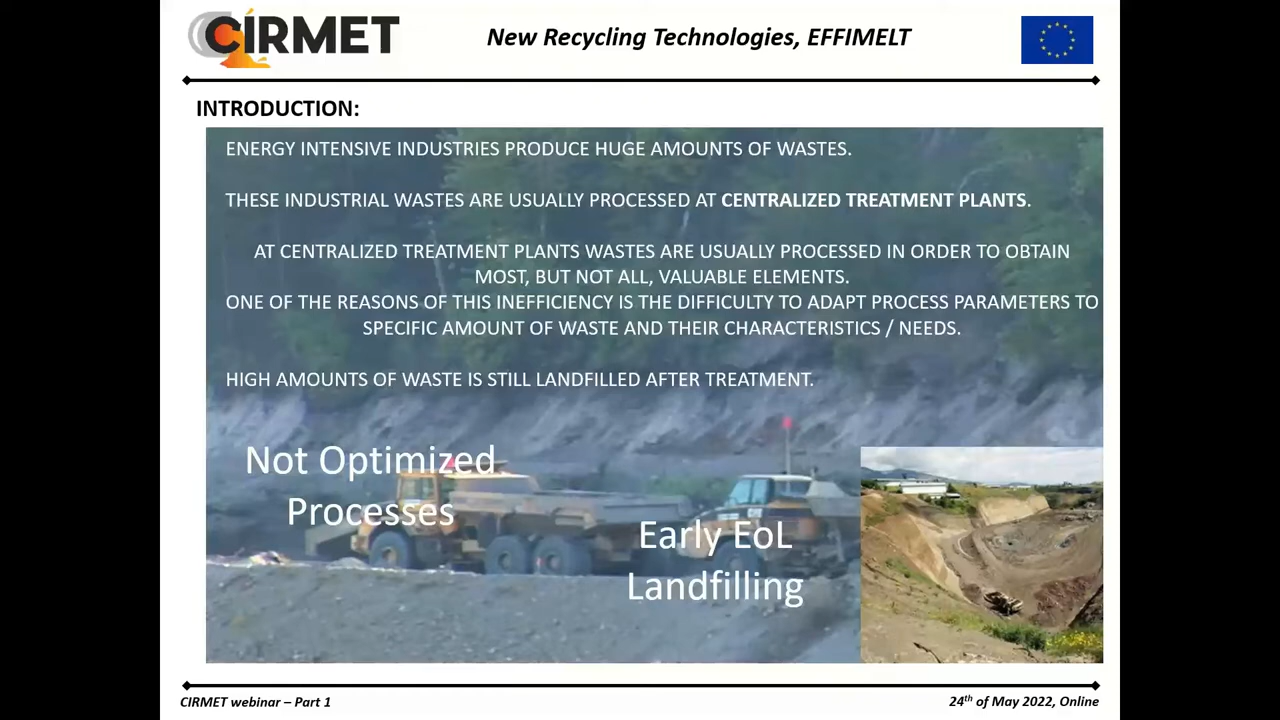 CIRMET
New Recycling Technologies, EFFIMELT
INTRODUCTION:
ENERGY INTENSIVE INDUSTRIES PRODUCE HUGE AMOUNTS OF WASTES.
THESE INDUSTRIAL WASTES ARE USUALLY PROCESSED AT CENTRALIZED TREATMENT PLANTS.
AT CENTRALIZED TREATMENT PLANTS WASTES ARE USUALLY PROCESSED IN ORDER TO OBTAIN
MOST, BUT NOT ALL, VALUABLE ELEMENTS.
ONE OF THE REASONS OF THIS INEFFICIENCY IS THE DIFFICULTY TO ADAPT PROCESS PARAMETERS TO
SPECIFIC AMOUNT OF WASTE AND THEIR CHARACTERISTICS / NEEDS.
HIGH AMOUNTS OF WASTE IS STILL LANDFILLED AFTER TREATMENT.
Not Optimized
Processes
Early EoL
Landfilling
CIRMET webinar – Part 1
24th of May 2022, Online